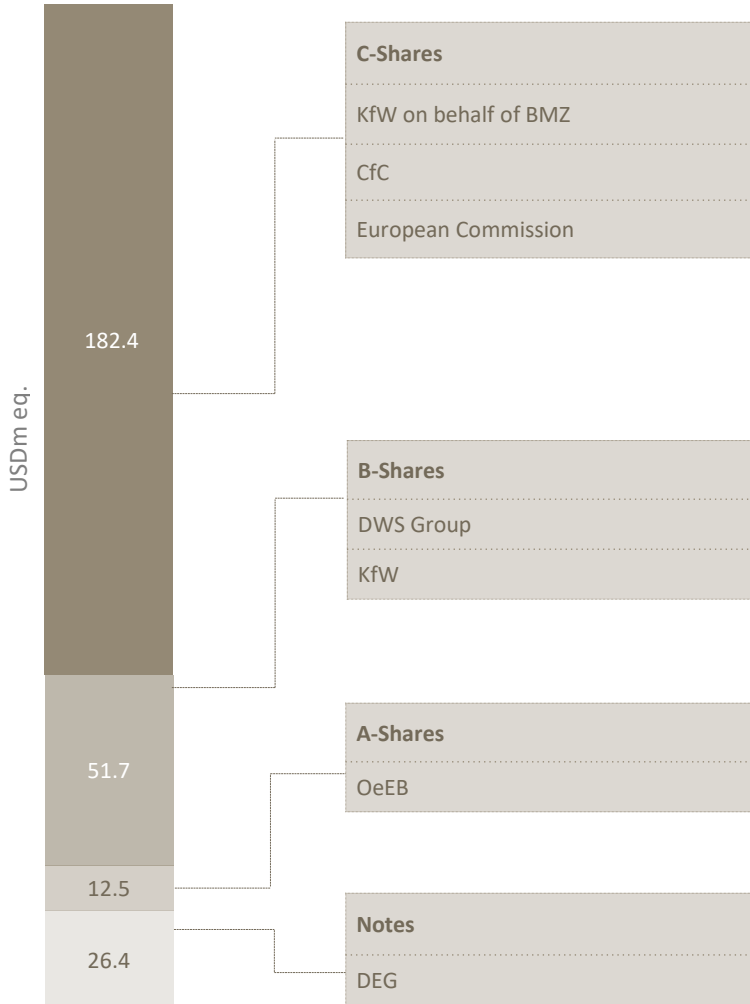 USDm eq.
182.4
51.7
12.5
26.4
C-Shares
KfW on behalf of BMZ
CfC
European Commission
B-Shares
DWS Group
KfW
A-Shares
OeEB
Notes
DEG